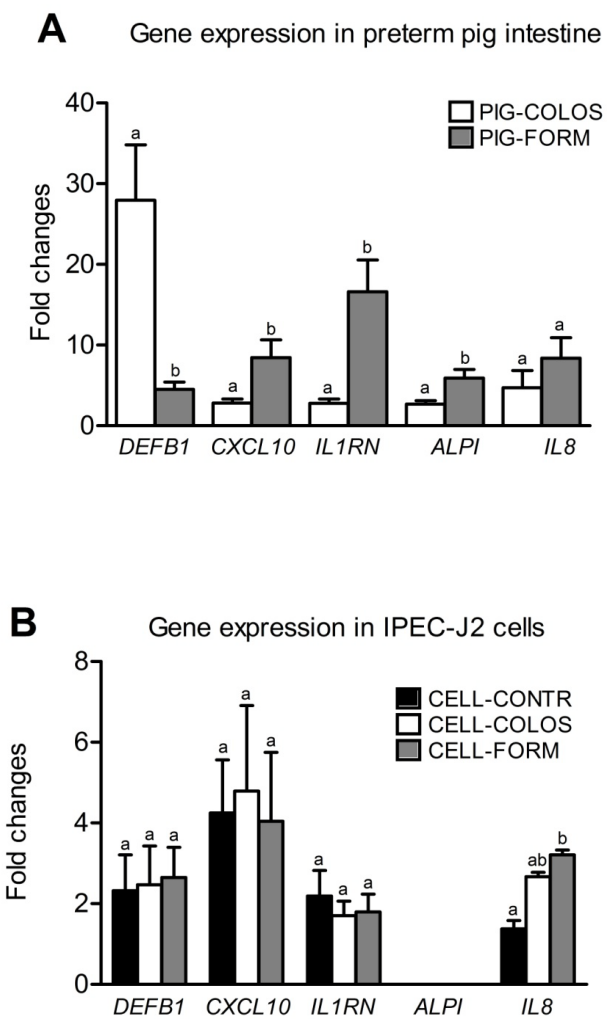 A Gene expression in preterm pig intestine
PIG-COLOS
PIG-FORM
Fold changes
40
30
20
10
0
a
b
a
b
a
b
a
b
a
a
DEFB1 CXCL10 IL1RN ALPI IL8
B Gene expression in IPEC-J2 cells
CELL-CONTR
CELL-COLOS
CELL-FORM
Fold changes
8
6
4
2
0
a
a
a
a
a
a
a
a
a
a
ab
b
DEFB1 CXCL10 IL1RN ALPI IL8